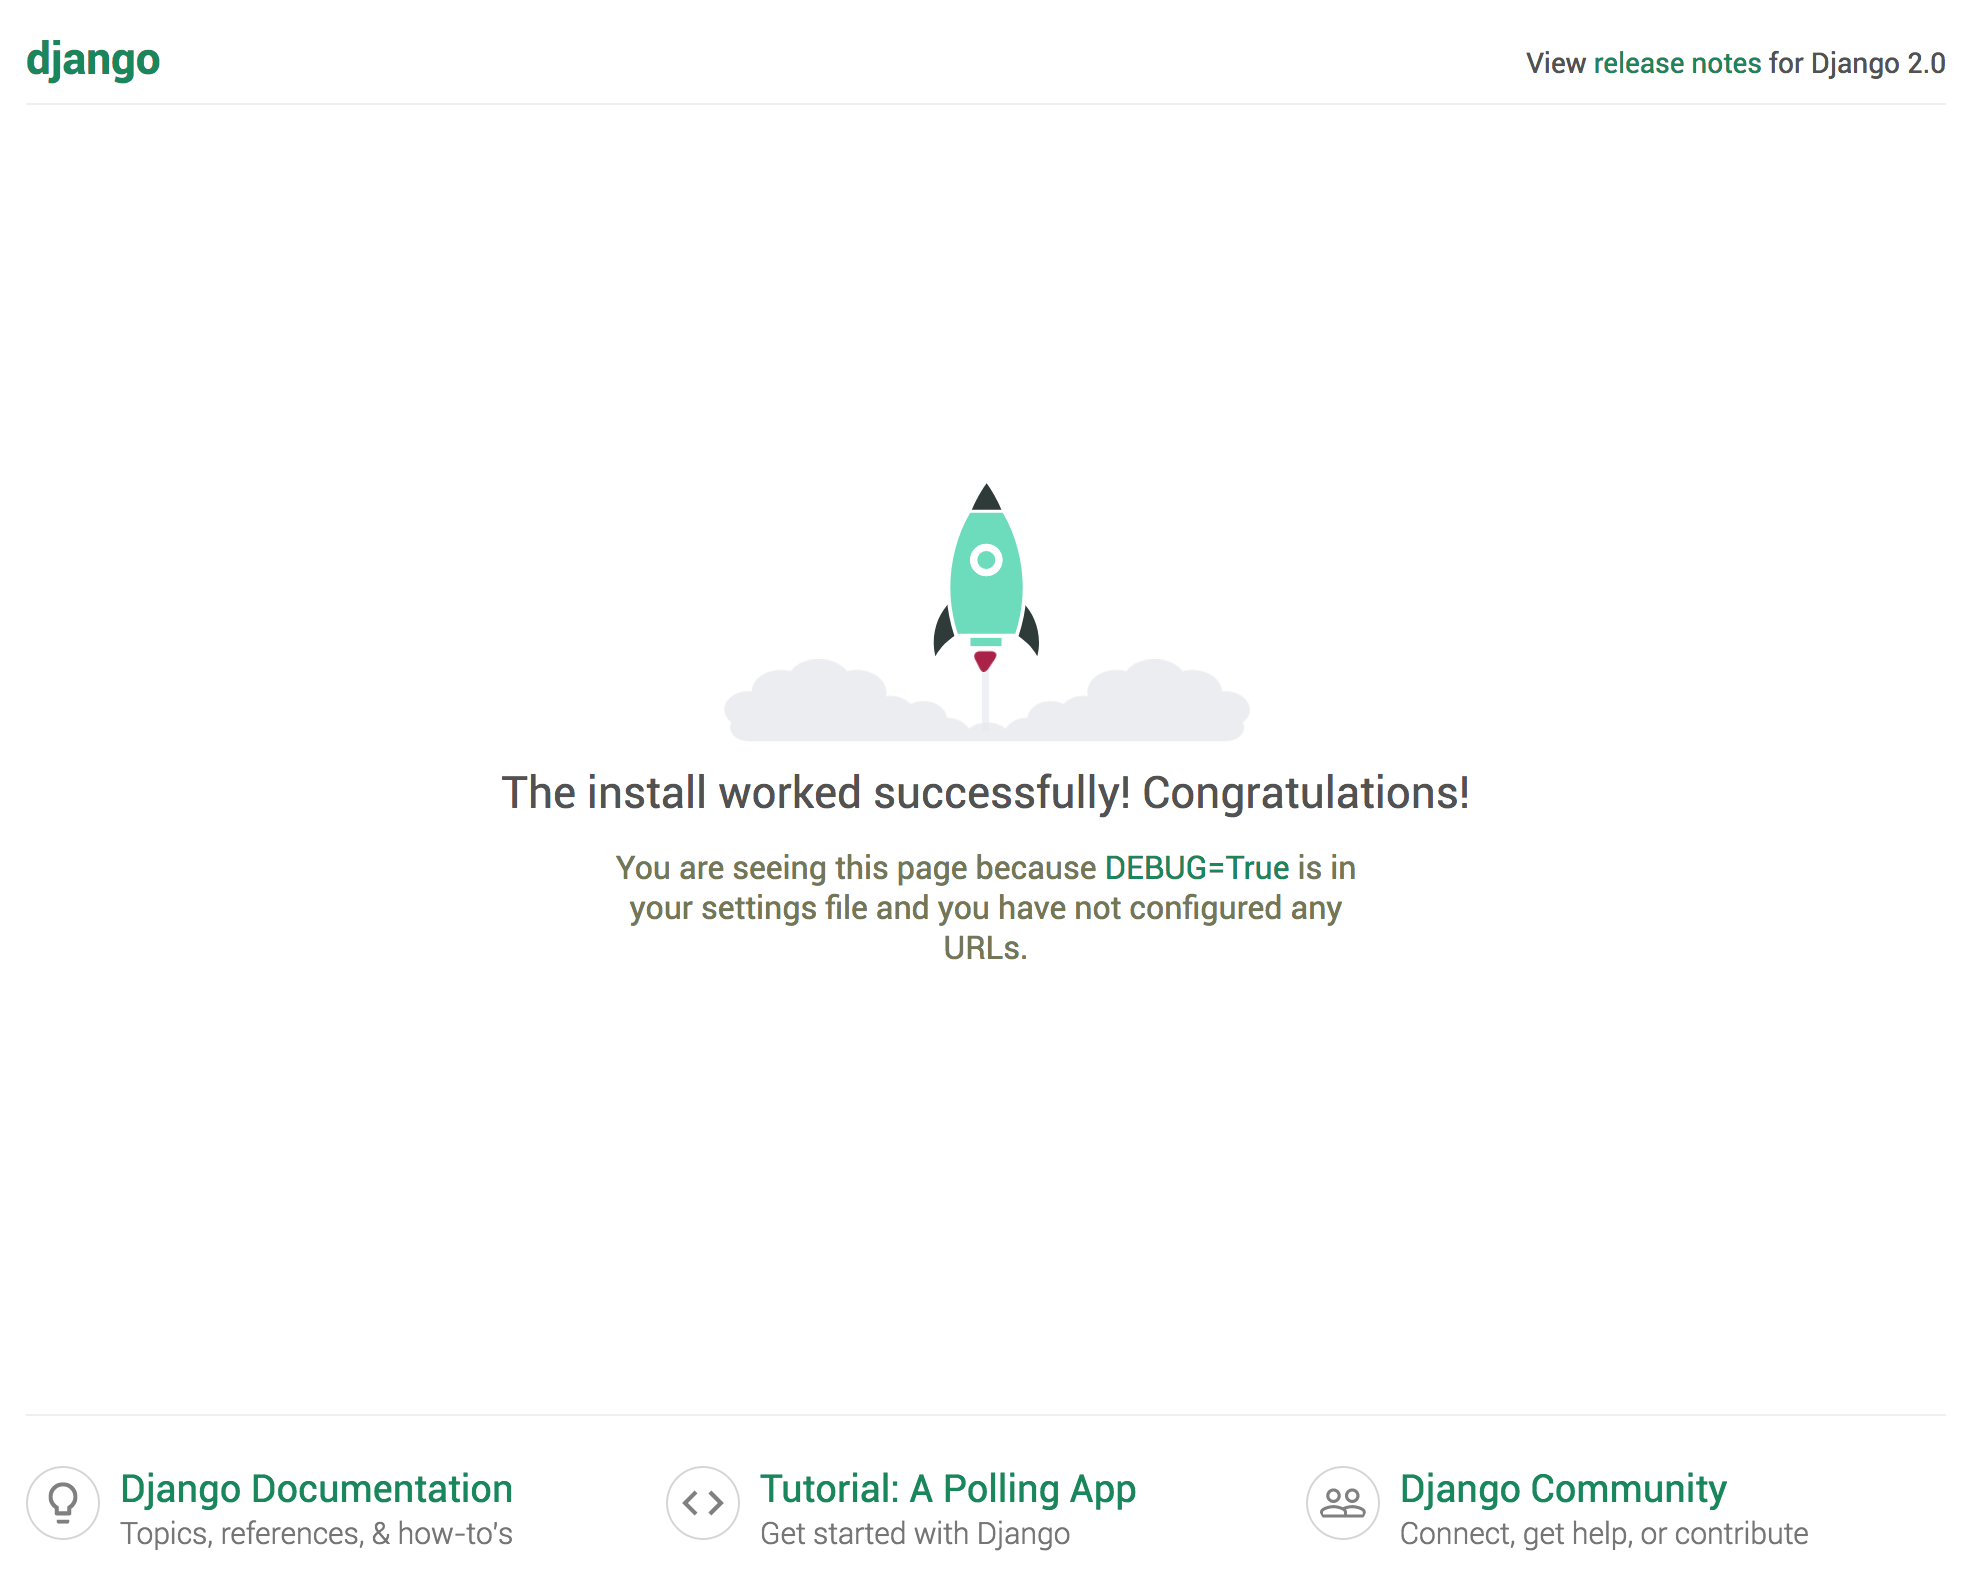 django
View release notes for Django 2.0
The install worked successfully! Congratulations!
You are seeing this page because DEBUG=True is in
your settings file and you have not configured any
URLs.
Django Documentation
Topics, references, & how-to's
Tutorial: A Polling App
Get started with Django
Django Community
Connect, get help, or contribute